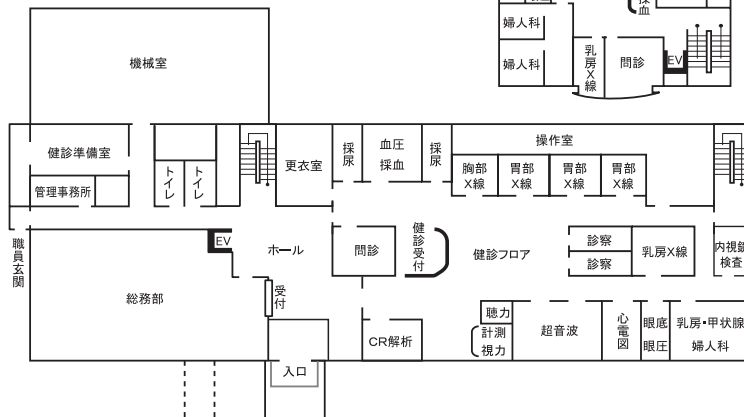 婦人科
採血
婦人科
乳房X線
問診
EV
機械室
健診準備室
管理事務所
トイレ
トイレ
更衣室
採尿
血圧
採血
採尿
操作室
胸部
X線
胃部
X線
胃部
X線
胃部
X線
職員玄関
EV
ホール
問診
健診受付
健診フロア
診察
診察
乳房X線
内視鏡
検査
総務部
受付
入口
CR解析
聴力
計測
視力
超音波
心電図
眼底
眼圧
乳房・甲状腺
婦人科